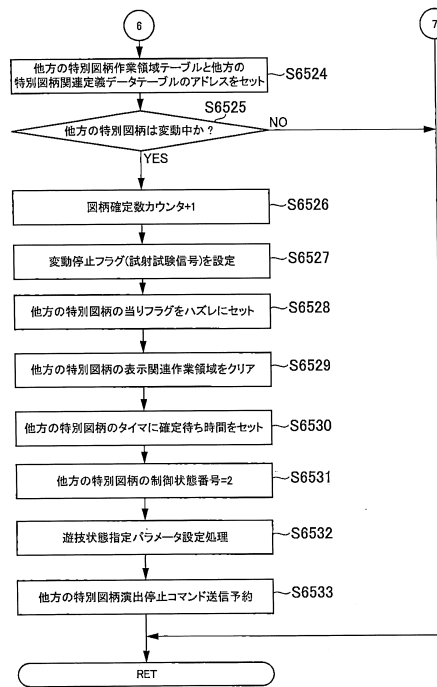 6
7
他方の特別図柄作業領域テーブルと他方の
特別図柄関連定義データテーブルのアドレスをセット
S6524
S6525
他方の特別図柄は変動中か?
NO
YES
図柄確定数カウンタ+1
S6526
変動停止フラグ(試射試験信号)を設定
S6527
他方の特別図柄の当りフラグをハズレにセット
S6528
他方の特別図柄の表示関連作業領域をクリア
S6529
他方の特別図柄のタイマに確定待ち時間をセット
S6530
他方の特別図柄の制御状態番号=2
S6531
遊技状態指定パラメータ設定処理
S6532
他方の特別図柄演出停止コマンド送信予約
S6533
RET